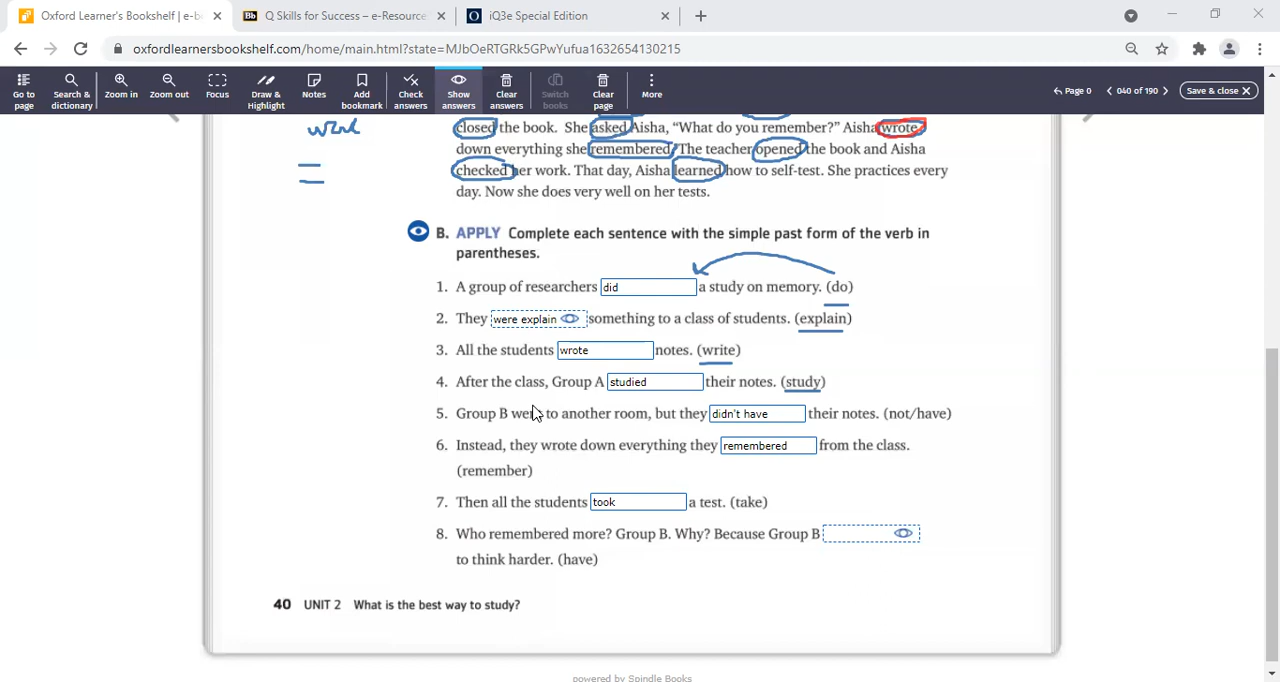 Oxford Learner's Bookshelf | e-b
Q Skills for Success – e-Resource
iQ3e Special Edition
oxfordlearnersbookshelf.com/home/main.html?state=MJbOeRTGRk5GPwYufua1632654130215
Go to page
Search & dictionary
Zoom in
Zoom out
Focus
Draw & Highlight
Notes
Add bookmark
Check answers
Show answers
Clear answers
Switch books
Clear page
More
Page 0
040 of 190
Save & close
closed the book. She asked Aisha, “What do you remember?” Aisha wrote
down everything she remembered. The teacher opened the book and Aisha
checked her work. That day, Aisha learned how to self-test. She practices every
day. Now she does very well on her tests.
B. APPLY Complete each sentence with the simple past form of the verb in
parentheses.
1. A group of researchers did a study on memory. (do)
2. They were explain something to a class of students. (explain)
3. All the students wrote notes. (write)
4. After the class, Group A studied their notes. (study)
5. Group B went to another room, but they didn't have their notes. (not/have)
6. Instead, they wrote down everything they remembered from the class.
(remember)
7. Then all the students took a test. (take)
8. Who remembered more? Group B. Why? Because Group B
to think harder. (have)
40 UNIT 2 What is the best way to study?
powered by Spindle Books